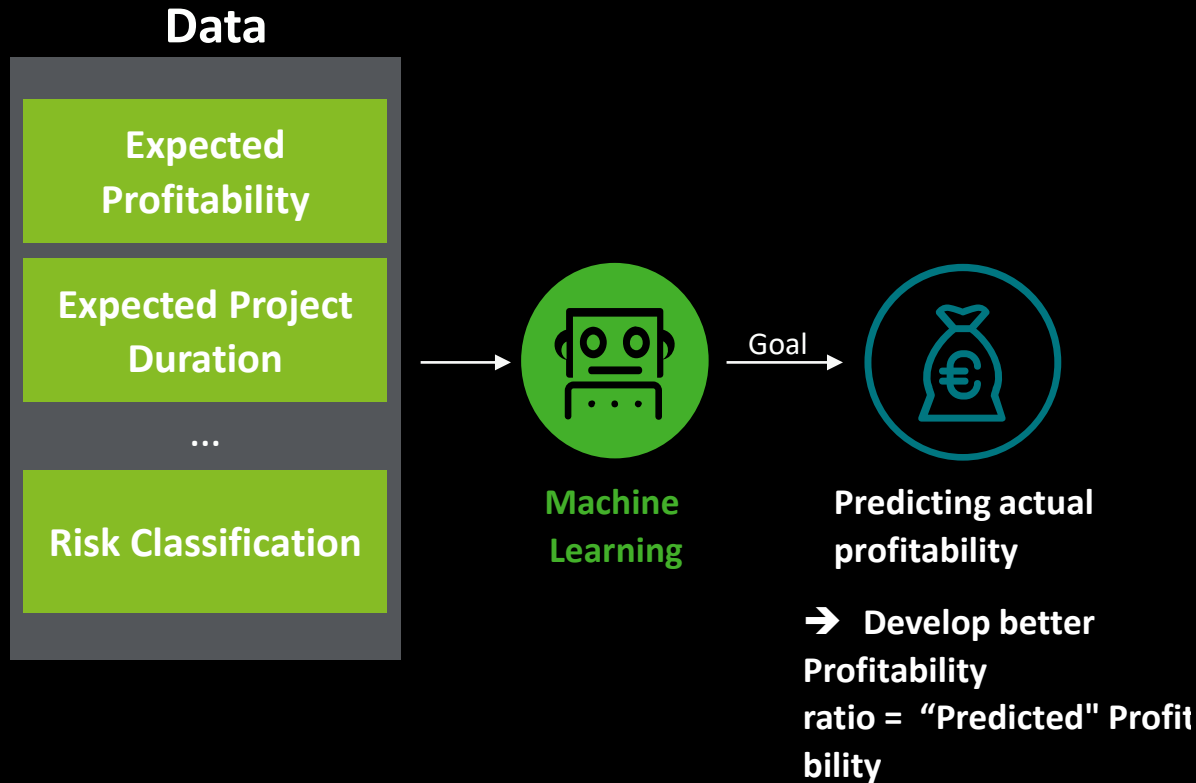 Data
Expected
Profitability
Expected Project
Duration
...
Risk Classification
Machine
Learning
Goal
€
Predicting actual
profitability
➔ Develop better
Profitability
ratio = “Predicted" Profit
bility